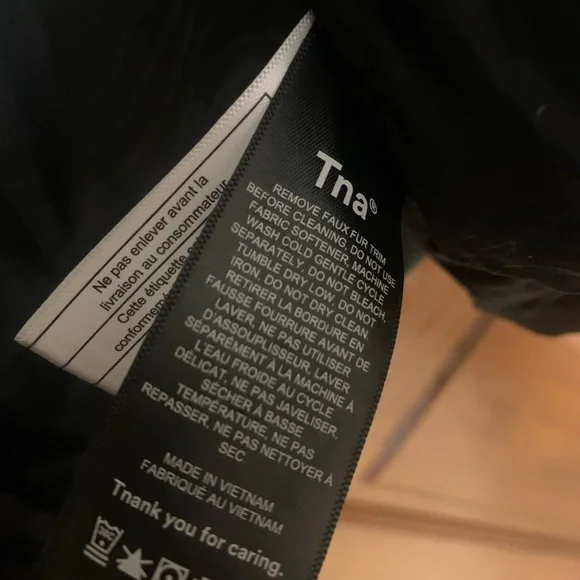 Tna®
REMOVE FAUX FUR TRIM
BEFORE CLEANING. DO NOT USE
FABRIC SOFTENER. MACHINE
WASH COLD GENTLE CYCLE
SEPARATELY. DO NOT BLEACH.
TUMBLE DRY LOW. DO NOT
IRON. DO NOT DRY CLEAN
RETIRER LA BORDURE EN
FAUSSE FOURRURE AVANT DE
LAVER. NE PAS UTILISER
D'ASSOUPLISSEUR. LAVER
SÉPARÉMENT À LA MACHINE À
L'EAU FROIDE AU CYCLE
DÉLICAT. NE PAS JAVELISER.
SÉCHER À BASSE
TEMPÉRATURE. NE PAS
REPASSER. NE PAS NETTOYER À
SEC.
MADE IN VIETNAM
FABRIQUÉ AU VIETNAM
Thank you for caring.
Ne pas enlever avant la
livraison au consommateur
Cette étiquette